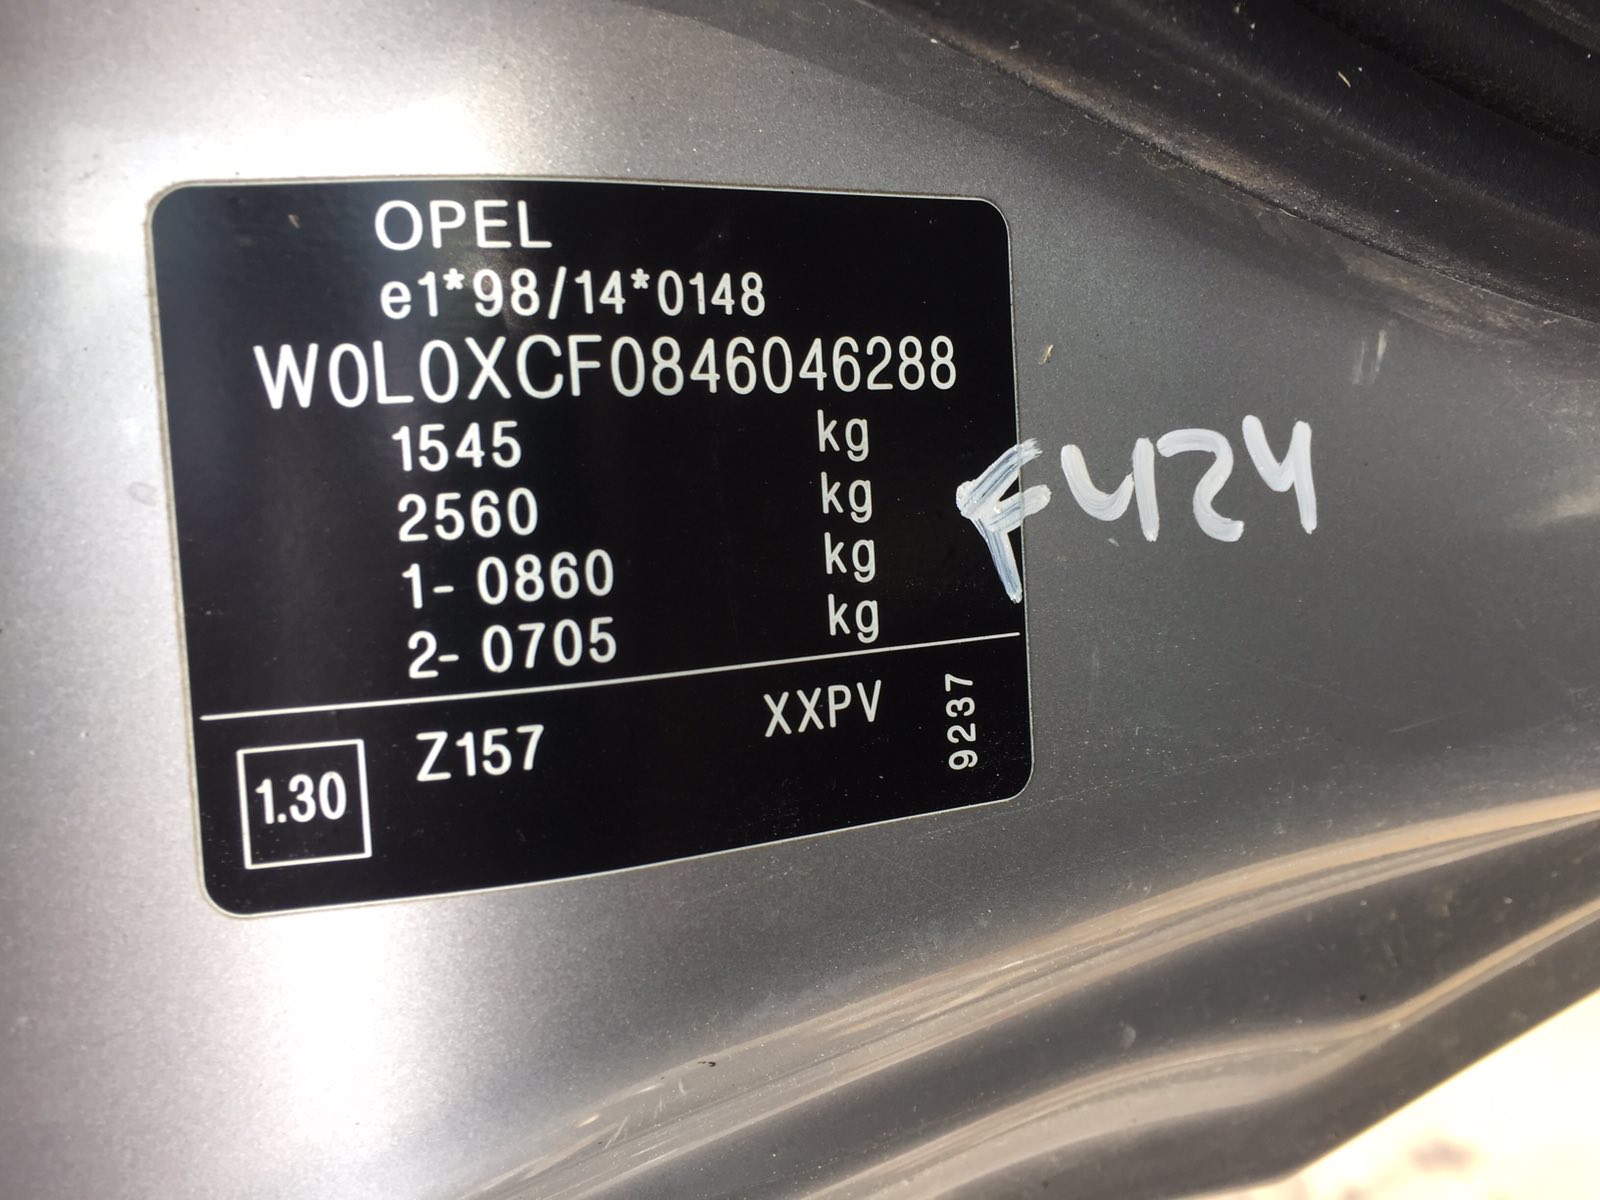 OPEL
e1*98/14*0148
W0L0XCF0846046288
1545 kg
2560 kg
1- 0860 kg
2- 0705 kg
F424
1.30 Z157 XXPV 9237